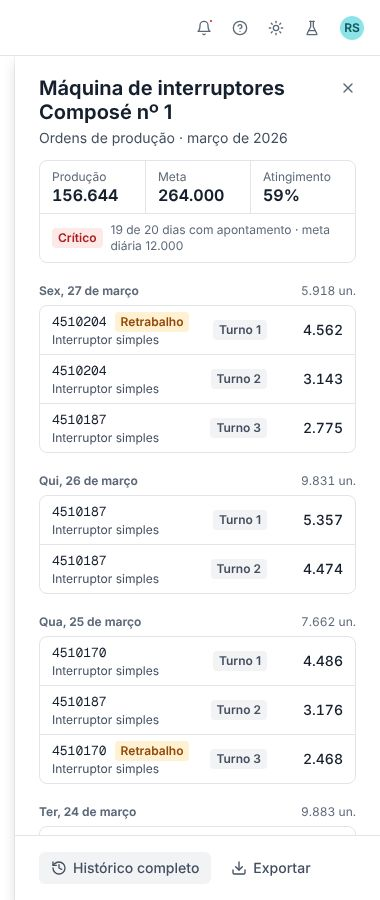 RS
Máquina de interruptores
Composé nº 1
Ordens de produção · março de 2026
Produção Meta Atingimento
156.644 264.000 59%
Crítico 19 de 20 dias com apontamento · meta
diária 12.000
Sex, 27 de março 5.918 un.
4510204 Retrabalho Turno 1 4.562
Interruptor simples
4510204 Turno 2 3.143
Interruptor simples
4510187 Turno 3 2.775
Interruptor simples
Qui, 26 de março 9.831 un.
4510187 Turno 1 5.357
Interruptor simples
4510187 Turno 2 4.474
Interruptor simples
Qua, 25 de março 7.662 un.
4510170 Turno 1 4.486
Interruptor simples
4510187 Turno 2 3.176
Interruptor simples
4510170 Retrabalho Turno 3 2.468
Interruptor simples
Ter, 24 de março 9.883 un.
Histórico completo Exportar